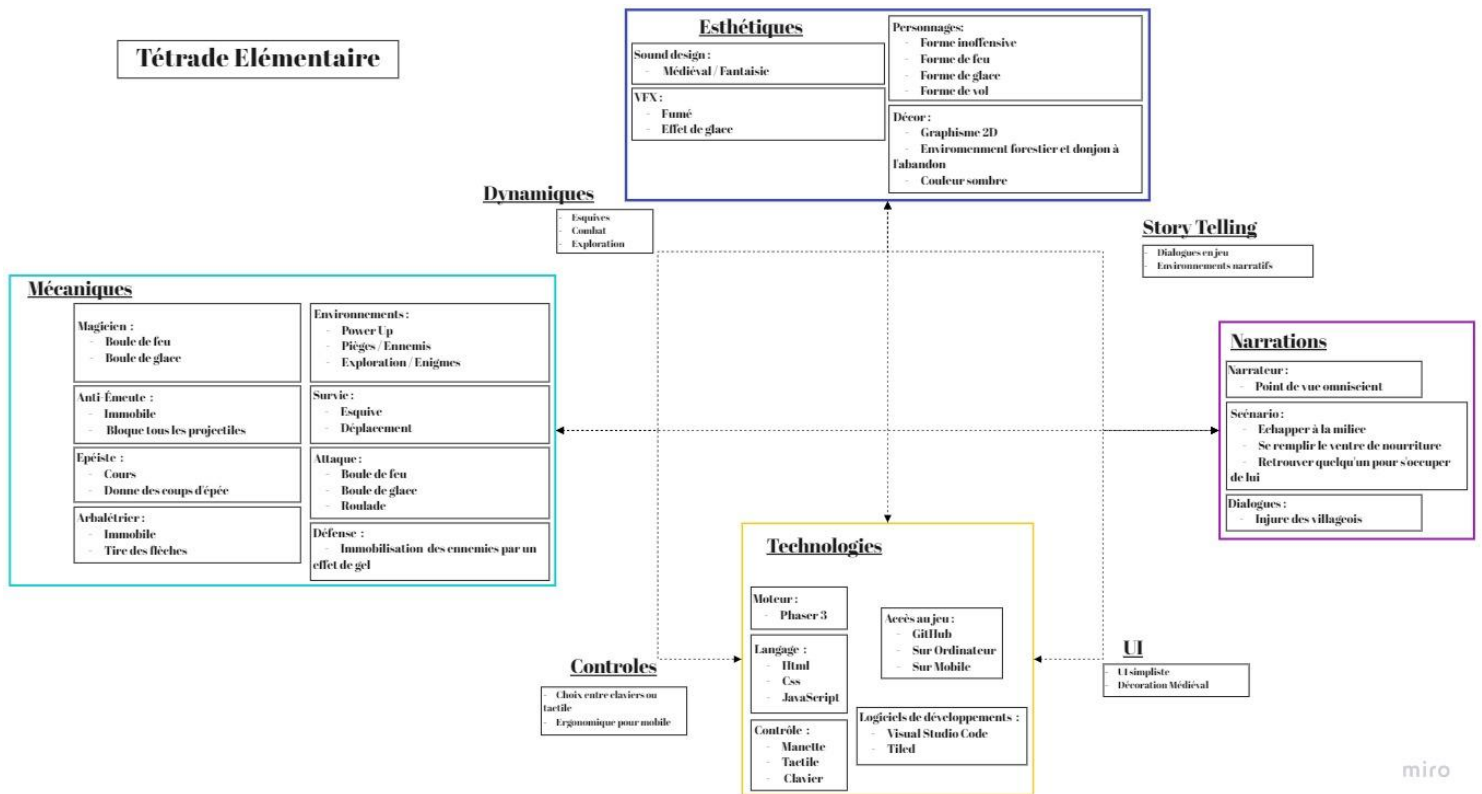 Tétrade Elémentaire
Esthétiques
Sound design :
- Médiéval / Fantaisie
VFX :
- Fumé
- Effet de glace
Personnages:
- Forme inoffensive
- Forme de feu
- Forme de glace
- Forme de vol
Décor :
- Graphisme 2D
- Enviromenment forestier et donjon à
l'abandon
- Couleur sombre
Dynamiques
- Esquives
- Combat
- Exploration
Story Telling
- Dialogues en jeu
- Environnements narratifs
Mécaniques
Magicien :
- Boule de feu
- Boule de glace
Anti-Émeute :
- Immobile
- Bloque tous les projectiles
Epéiste :
- Cours
- Donne des coups d'épée
Arbalétrier :
- Immobile
- Tire des flèches
Environnements :
- Power Up
- Pièges / Ennemis
- Exploration / Enigmes
Survie :
- Esquive
- Déplacement
Attaque :
- Boule de feu
- Boule de glace
- Roulade
Défense :
- Immobilisation des ennemies par un
effet de gel
Narrations
Narrateur :
- Point de vue omniscient
Scénario :
- Echapper à la milice
- Se remplir le ventre de nourriture
- Retrouver quelqu'un pour s'occuper
de lui
Dialogues :
- Injure des villageois
Technologies
Moteur :
- Phaser 3
Langage :
- Html
- Css
- JavaScript
Contrôle :
- Manette
- Tactile
- Clavier
Accès au jeu :
- GitHub
- Sur Ordinateur
- Sur Mobile
Logiciels de développements :
- Visual Studio Code
- Tiled
Controles
- Choix entre claviers ou
tactile
- Ergonomique pour mobile
UI
- UI simpliste
- Décoration Médiéval
miro